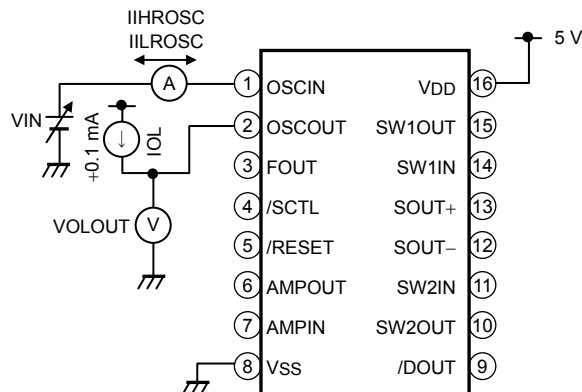 IIHROSC
IILROSC
A
VIN
+0.1 mA
IOL
VOLOUT
V
5 V
1 OSCIN
2 OSCOUT
3 FOUT
4 /SCTL
5 /RESET
6 AMPOUT
7 AMPIN
8 VSS
VDD 16
SW1OUT 15
SW1IN 14
SOUT+ 13
SOUT− 12
SW2IN 11
SW2OUT 10
/DOUT 9